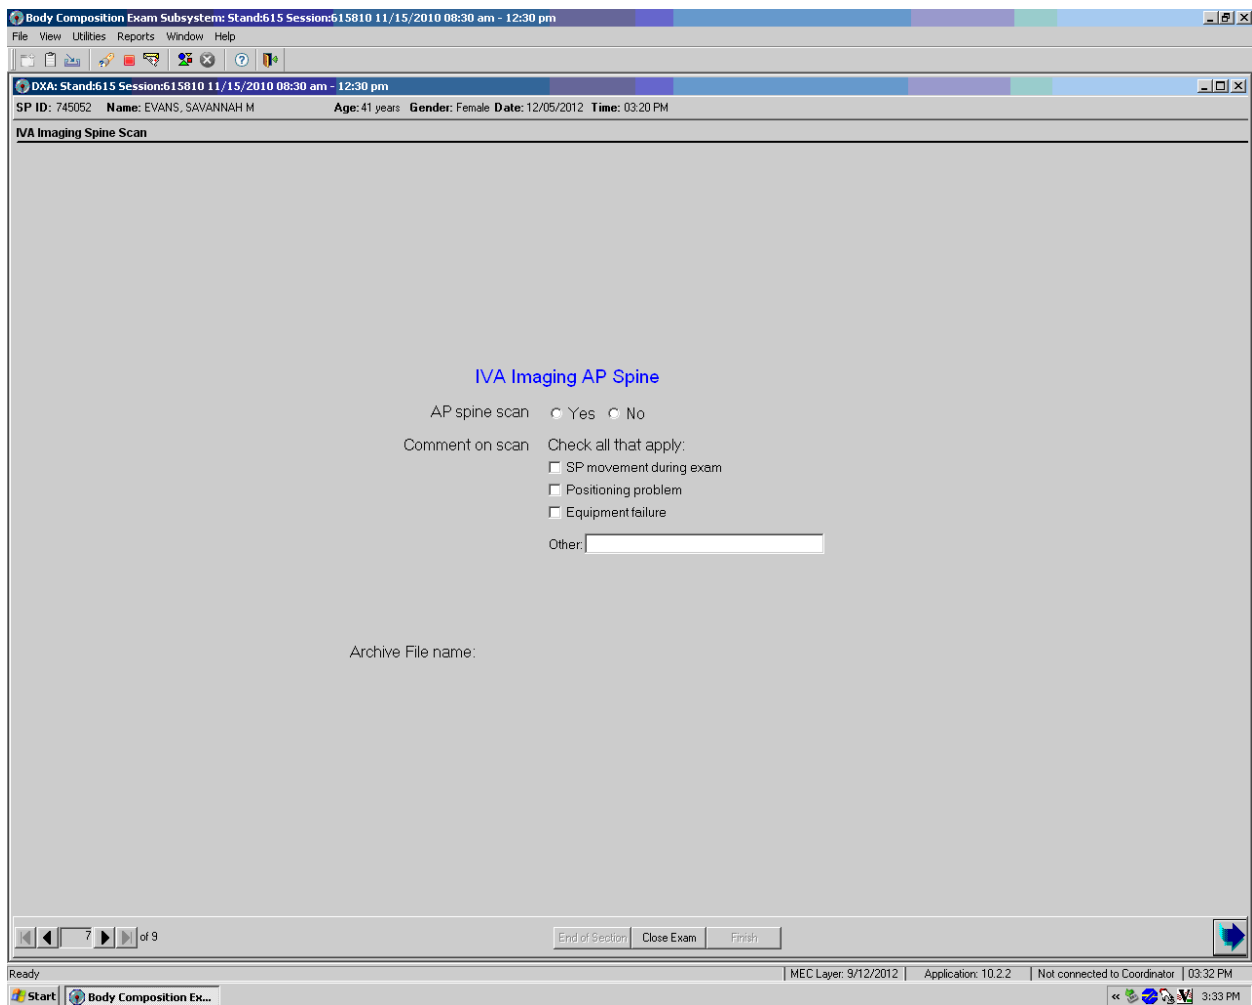 Body Composition Exam Subsystem: Stand:615 Session:615810 11/15/2010 08:30 am - 12:30 pm
File View Utilities Reports Window Help
DXA: Stand:615 Session:615810 11/15/2010 08:30 am - 12:30 pm
SP ID: 745052 Name: EVANS, SAVANNAH M Age: 41 years Gender: Female Date: 12/05/2012 Time: 03:20 PM
IVA Imaging Spine Scan
IVA Imaging AP Spine
AP spine scan Yes No
Comment on scan Check all that apply:
SP movement during exam
Positioning problem
Equipment failure
Other:
Archive File name:
7 of 9 End of Section Close Exam Finish
Ready MEC Layer: 9/12/2012 Application: 10.2.2 Not connected to Coordinator 03:32 PM
Start Body Composition Ex... « 3:33 PM